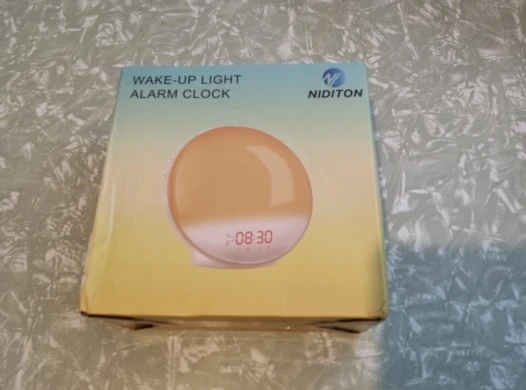 WAKE-UP LIGHT
ALARM CLOCK
NIDITON
08:30